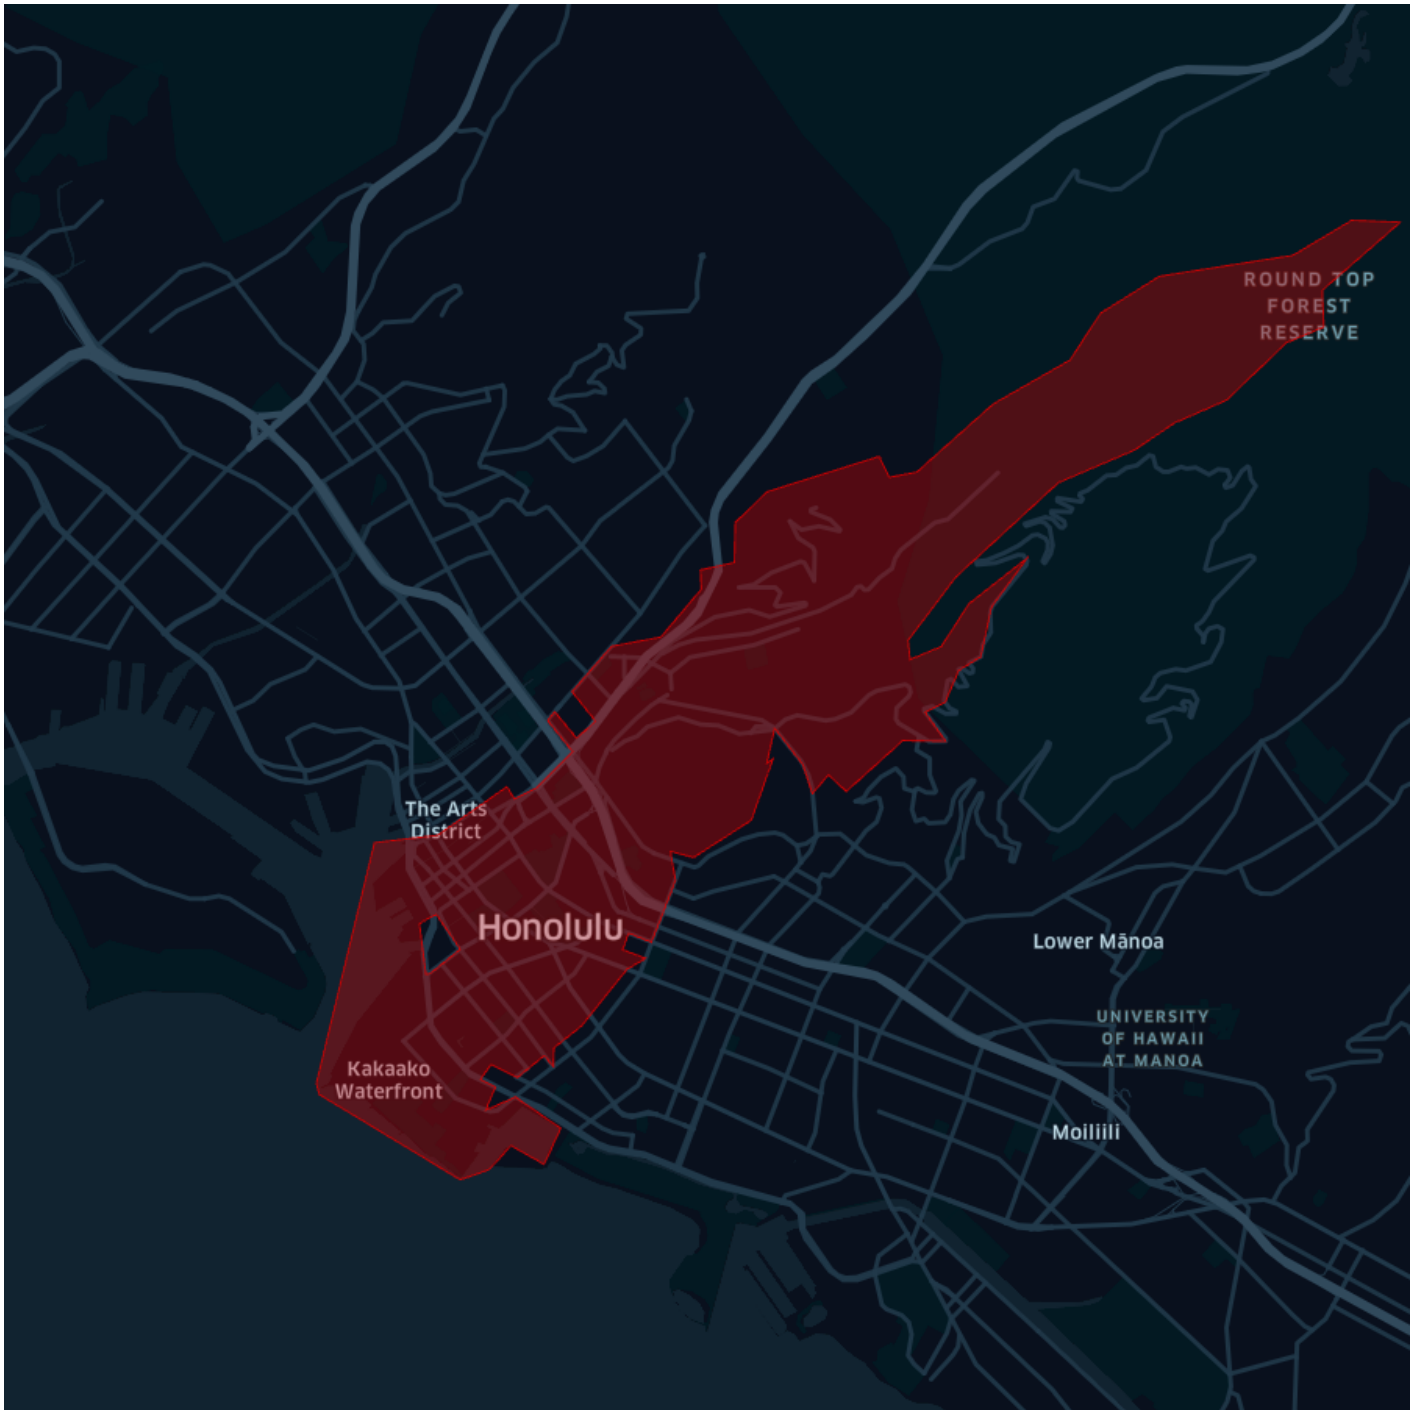 ROUND TOP
FOREST
RESERVE
The Arts
District
Honolulu
Lower Mānoa
UNIVERSITY
OF HAWAII
AT MANOA
Kakaako
Waterfront
Moiliili